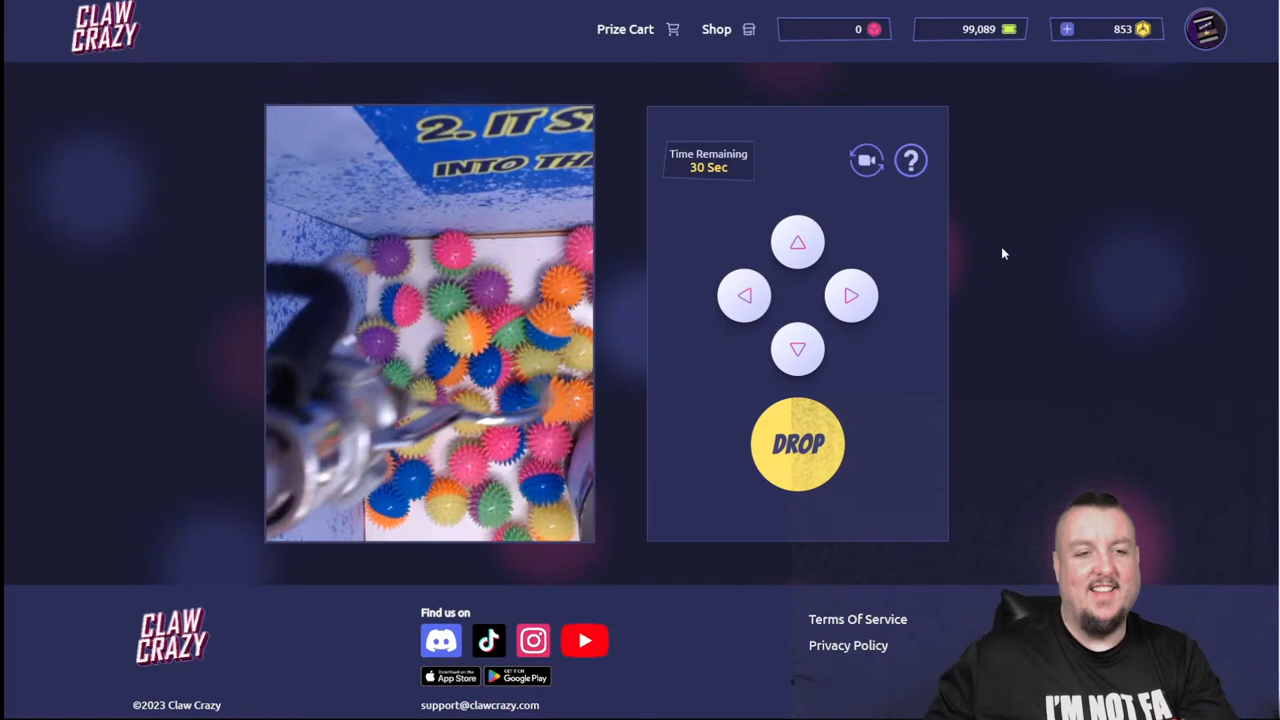 CLAW
CRAZY
Prize Cart
Shop
0
99,089
853
2. IT S
INTO TH
Time Remaining
30 Sec
?
DROP
CLAW
CRAZY
©2023 Claw Crazy
Find us on
Download on the
App Store
GET IT ON
Google Play
support@clawcrazy.com
Terms Of Service
Privacy Policy
I'M NOT FA